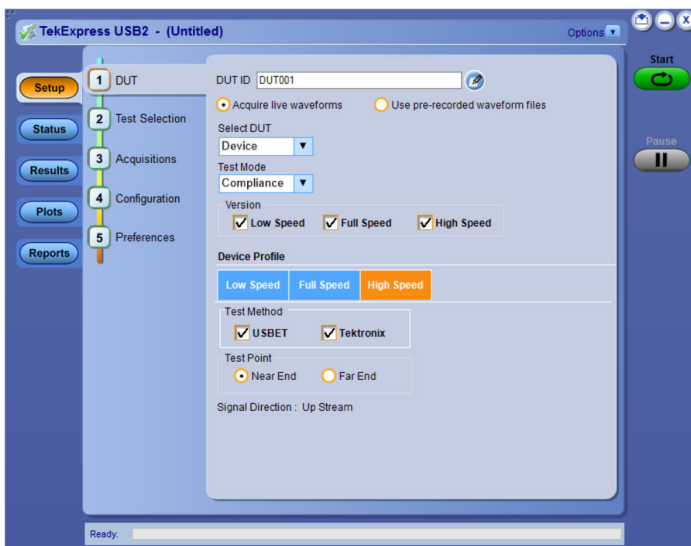 TekExpress USB2 - (Untitled)
Options
Start
Pause
Setup
Status
Results
Plots
Reports
1 DUT
2 Test Selection
3 Acquisitions
4 Configuration
5 Preferences
DUT ID DUT001
Acquire live waveforms Use pre-recorded waveform files
Select DUT
Device
Test Mode
Compliance
Version
Low Speed Full Speed High Speed
Device Profile
Low Speed Full Speed High Speed
Test Method
USBET Tektronix
Test Point
Near End Far End
Signal Direction : Up Stream
Ready.